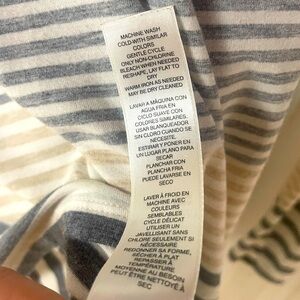 MACHINE WASH
COLD-WITH SIMILAR
COLORS
GENTLE CYCLE
ONLY NON-CHLORINE
BLEACH WHEN NEEDED
RESHAPE, LAY FLAT TO
DRY
WARM IRON AS NEEDED
MAY BE DRY CLEANED
LAVAR A MÁQUINA CON
AGUA FRIA EN
CICLO SUAVE CON
COLORES SIMILARES.
USAR BLANQUEADOR
SIN CLORO CUANDO SE
NECESITE.
ESTIRAR Y PONER EN
UN LUGAR PLANO PARA
SECAR
PLANCHAR CON
PLANCHA FRIA
PUEDE LAVARSE EN
SECO
LAVER À FROID EN
MACHINE AVEC
COULEURS
SEMBLABLES
CYCLE DÉLICAT
UTILISER UN
JAVELLISANT SANS
CHLORE SEULEMENT SI
NÉCESSAIRE
REDONNER SA FORME,
SÉCHER À PLAT
REPASSER À
TEMPÉRATURE
MOYENNE AU BESOIN
PEUT ÊTRE NETTOYÉ À
SEC